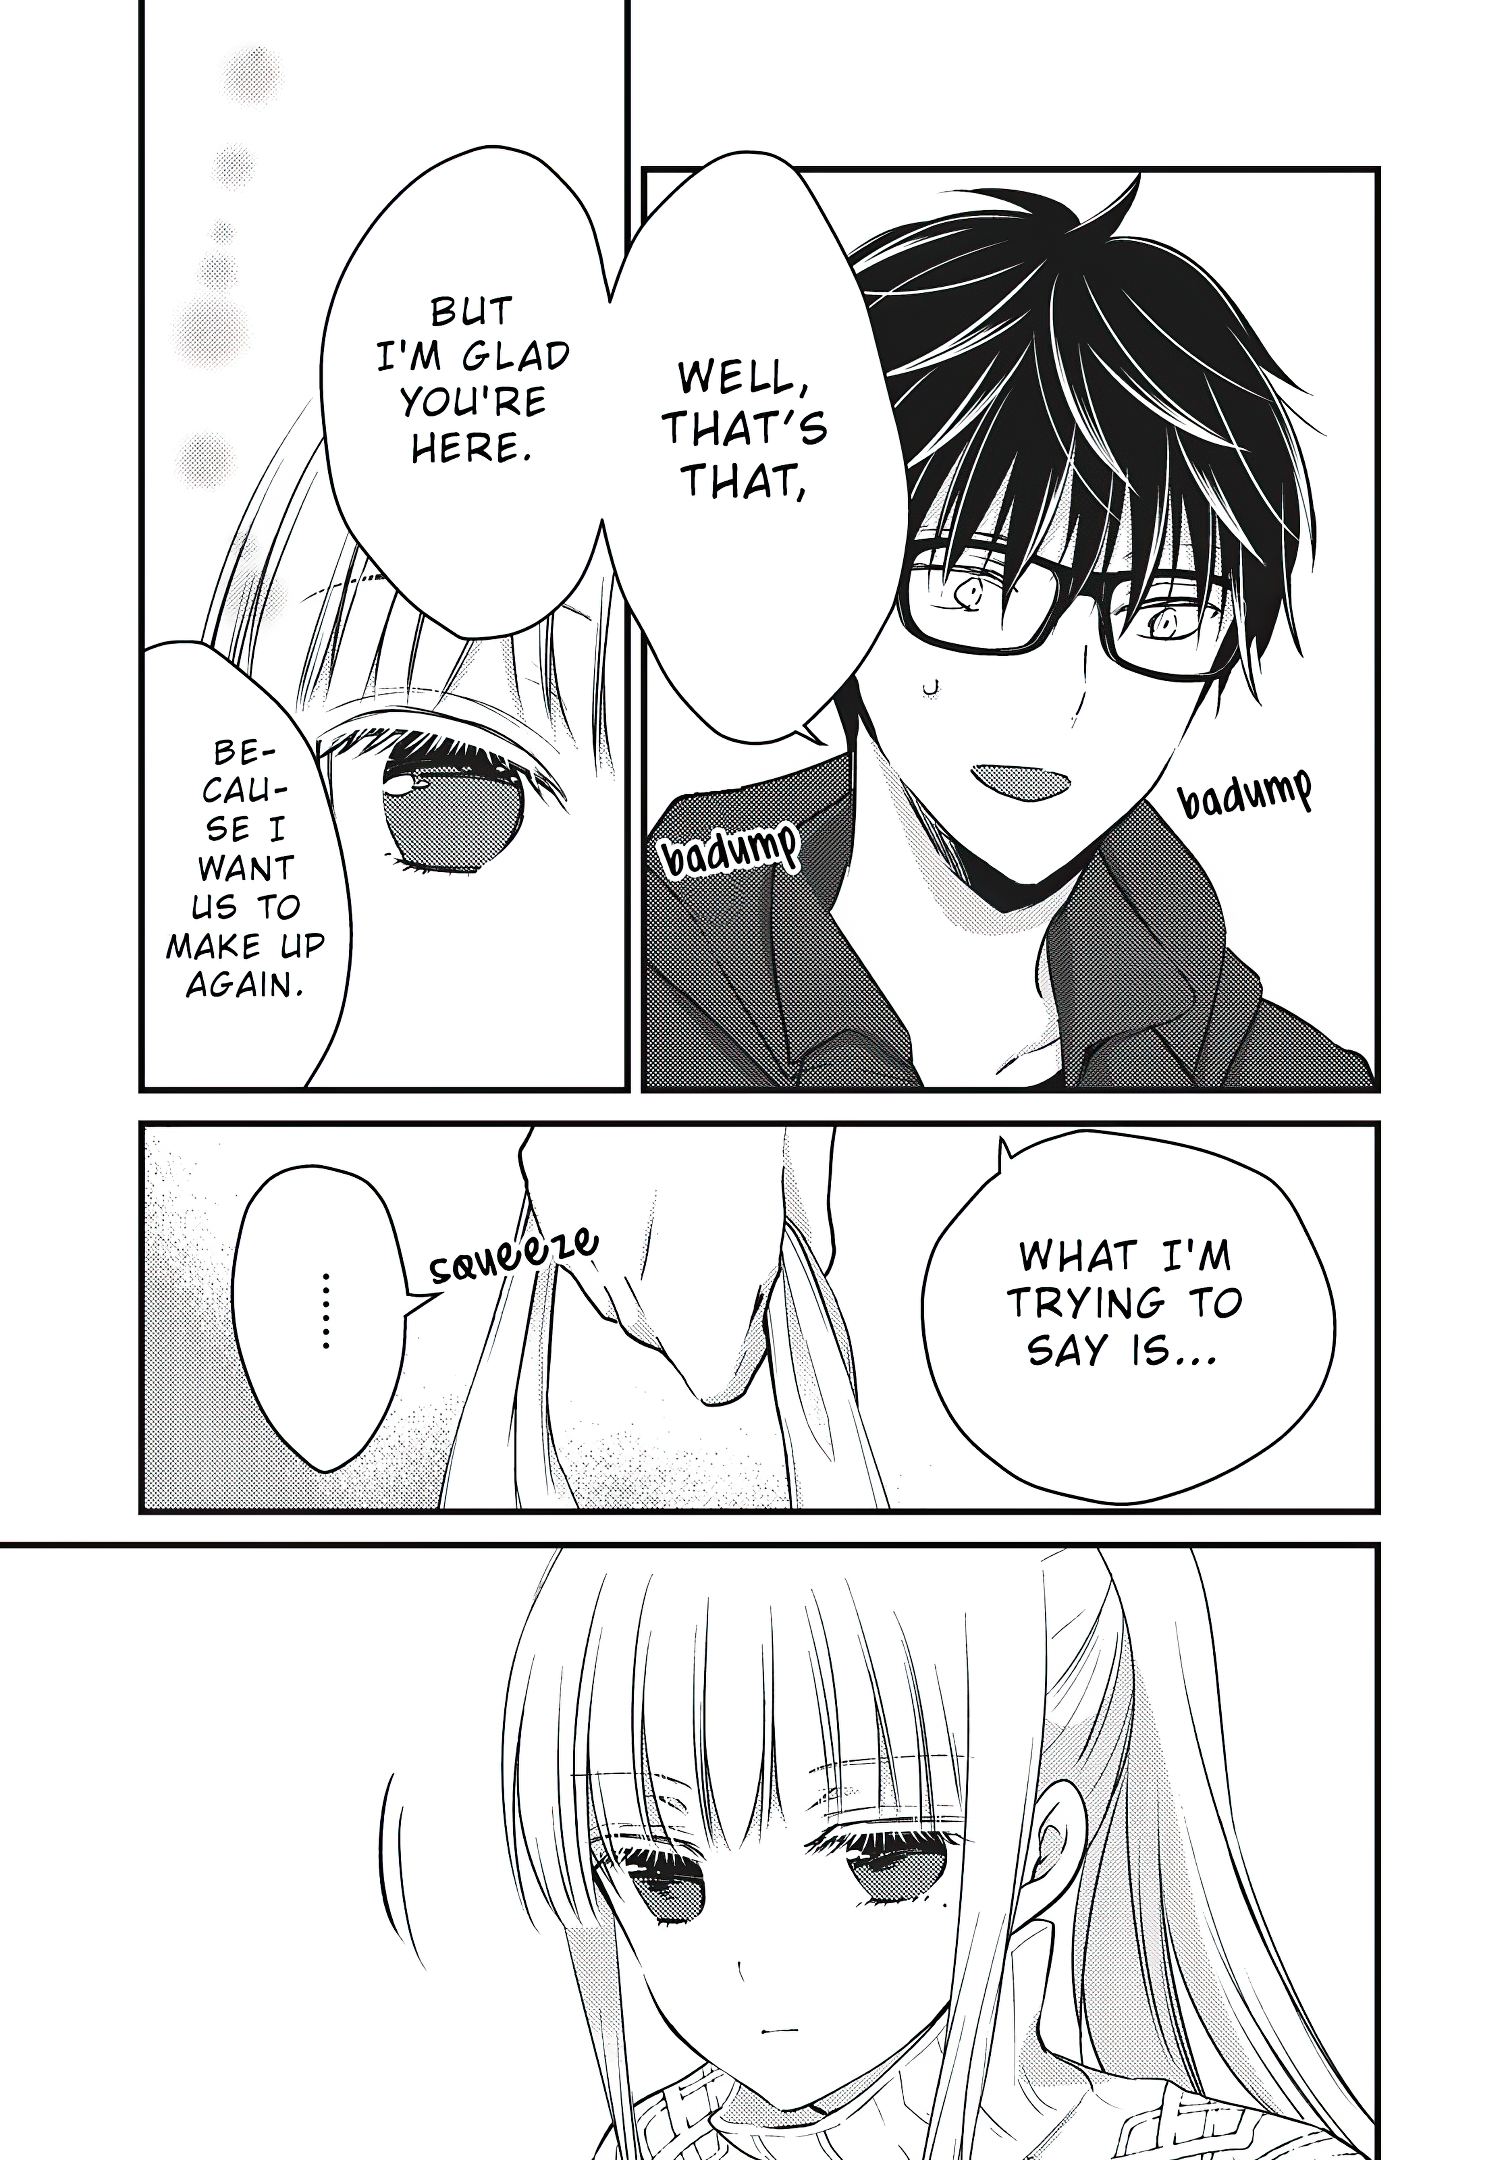 WELL,
THAT'S
THAT,
badump
badump
BUT
I'M GLAD
YOU'RE
HERE.
BE-
CAU-
SE I
WANT
US TO
MAKE UP
AGAIN.
WHAT I'M
TRYING TO
SAY IS...
squeeze
......